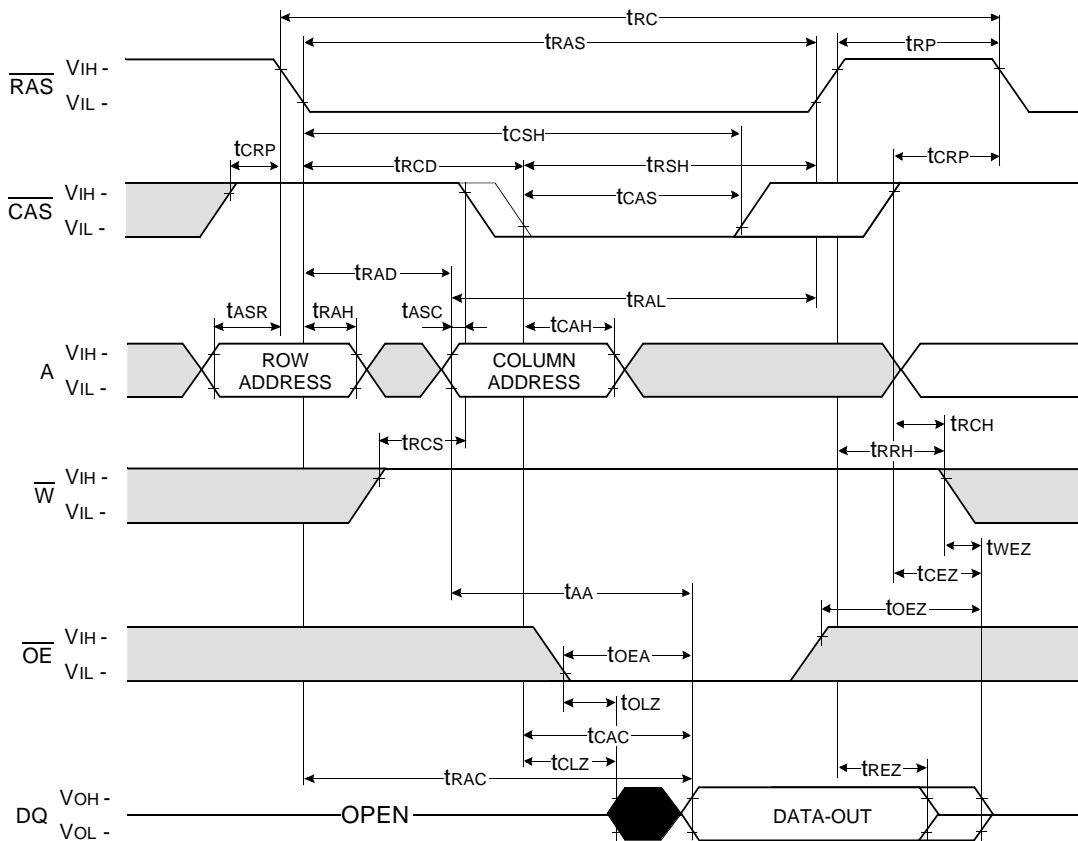 tRC
tRAS
tRP
RAS
VIH -
VIL -
tCSH
tCRP
tRCD
tRSH
tCRP
CAS
VIH -
VIL -
tCAS
tRAD
tRAL
tASR
tRAH
tASC
tCAH
A
VIH -
VIL -
ROW
ADDRESS
COLUMN
ADDRESS
tRCH
tRCS
tRRH
W
VIH -
VIL -
tWEZ
tCEZ
tAA
tOEZ
OE
VIH -
VIL -
tOEA
tOLZ
tCAC
tCLZ
tRAC
tREZ
DQ
VOH -
VOL -
OPEN
DATA-OUT